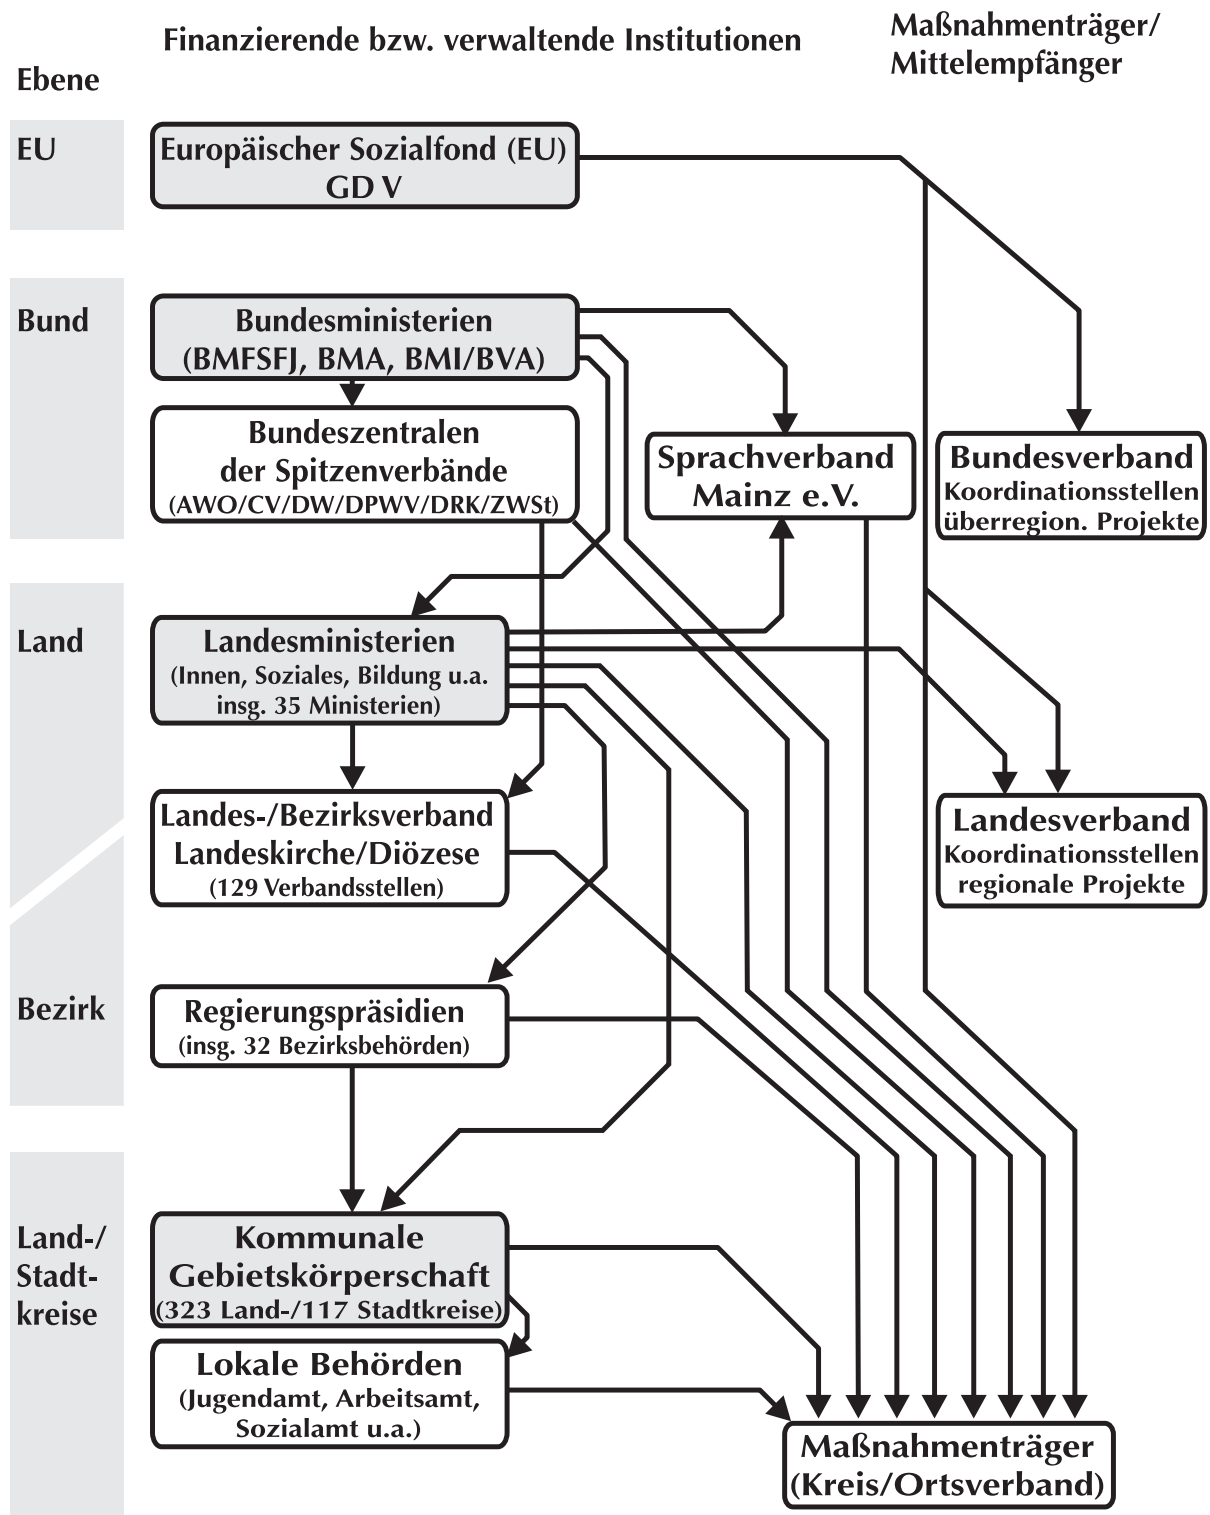 Finanzierende bzw. verwaltende Institutionen
Maßnahmenträger/
Mittelempfänger
Ebene
EU
Europäischer Sozialfond (EU)
GD V
Bund
Bundesministerien
(BMFSFJ, BMA, BMI/BVA)
Bundeszentralen
der Spitzenverbände
(AWO/CV/DW/DPWV/DRK/ZWSt)
Sprachverband
Mainz e.V.
Bundesverband
Koordinationsstellen
überregion. Projekte
Land
Landesministerien
(Innen, Soziales, Bildung u.a.
insg. 35 Ministerien)
Landes-/Bezirksverband
Landeskirche/Diözese
(129 Verbandsstellen)
Landesverband
Koordinationsstellen
regionale Projekte
Bezirk
Regierungspräsidien
(insg. 32 Bezirksbehörden)
Land-/
Stadt-
kreise
Kommunale
Gebietskörperschaft
(323 Land-/117 Stadtkreise)
Lokale Behörden
(Jugendamt, Arbeitsamt,
Sozialamt u.a.)
Maßnahmenträger
(Kreis/Ortsverband)